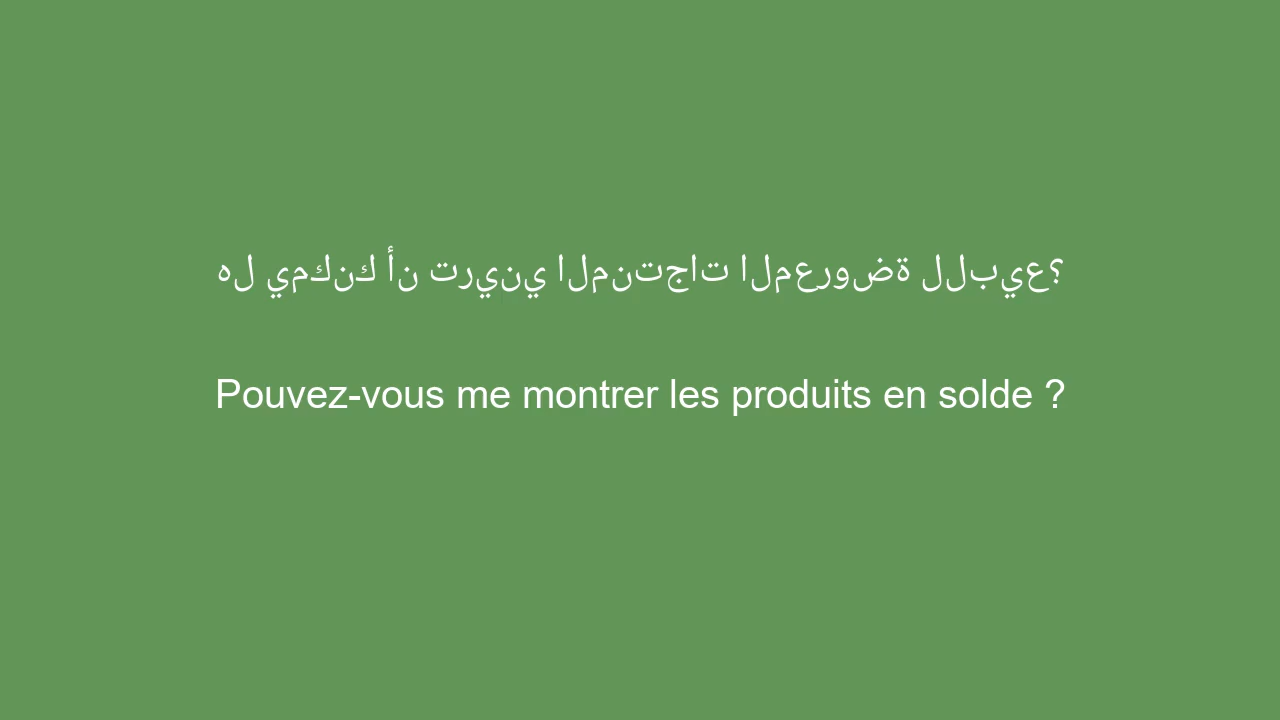 هل يمكنك أن تريني المنتجات المعروضة للبيع؟
Pouvez-vous me montrer les produits en solde ?